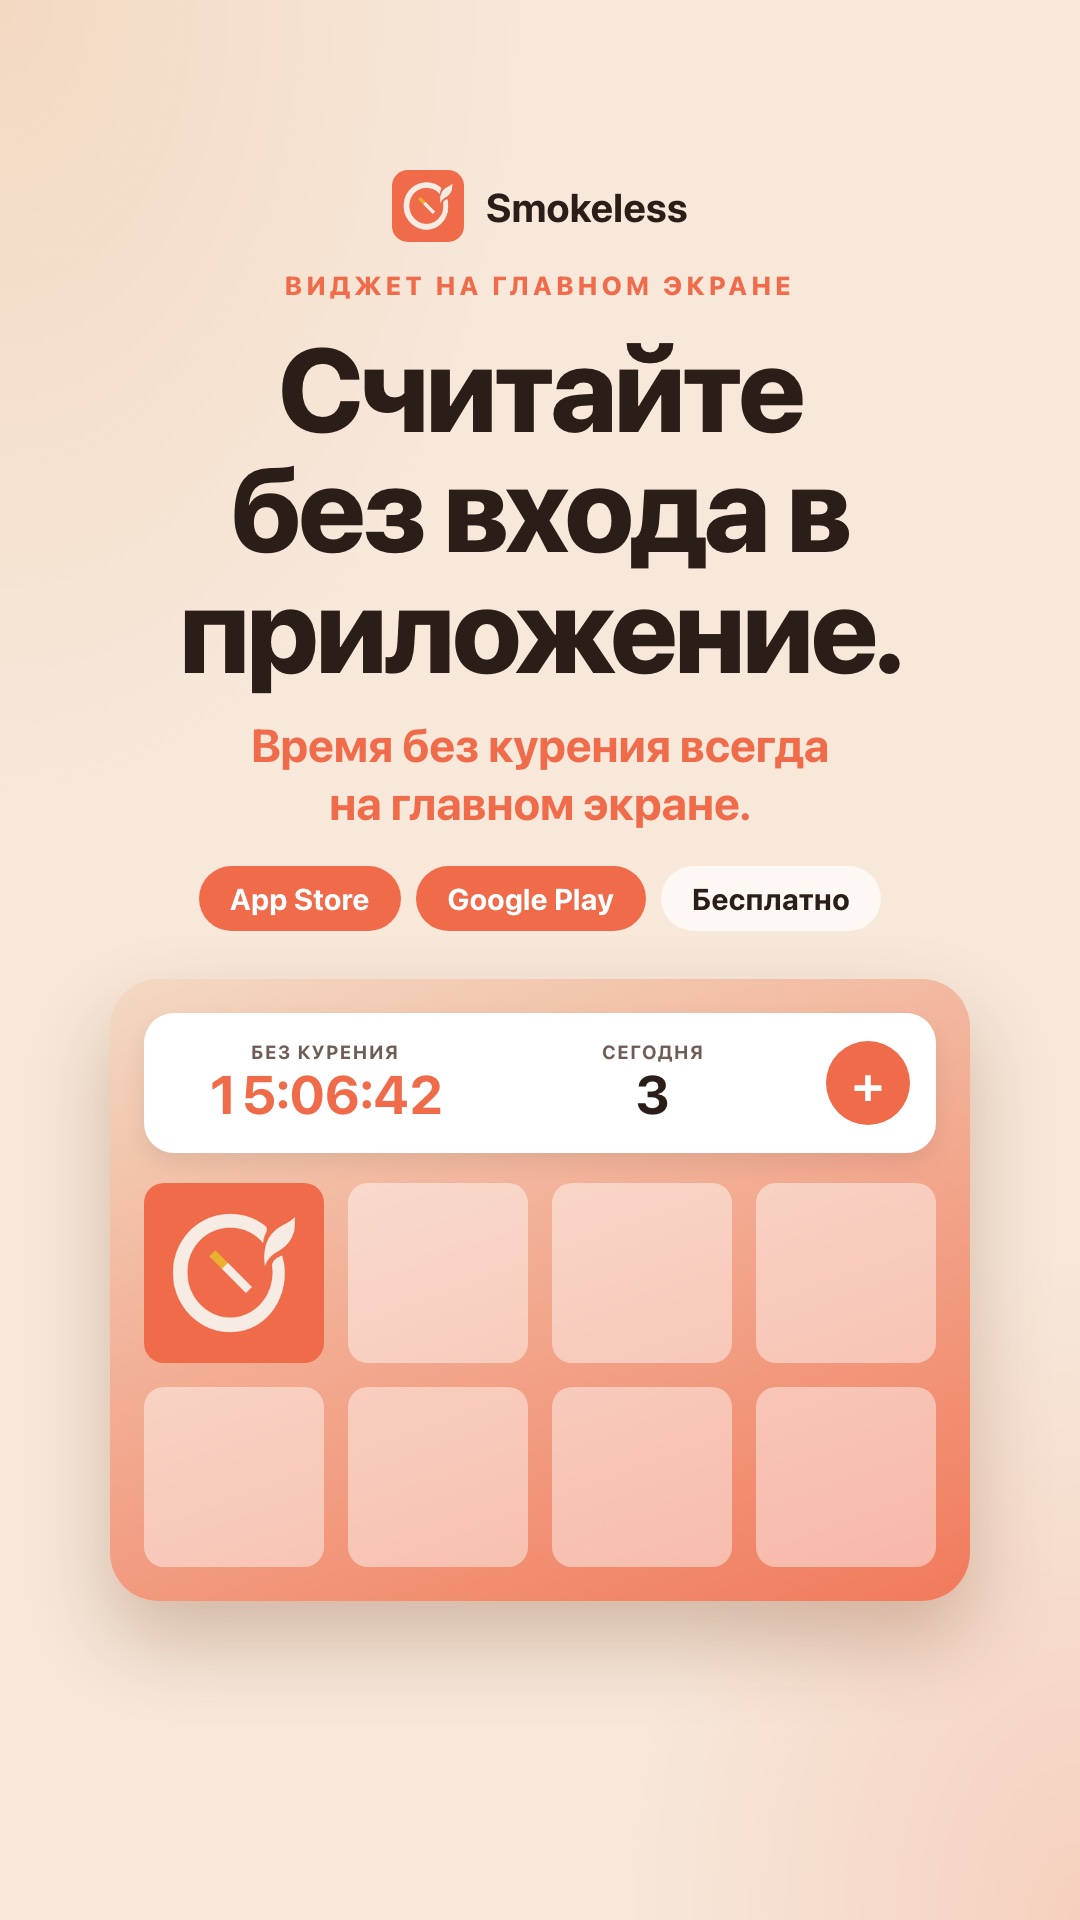 Smokeless
ВИДЖЕТ НА ГЛАВНОМ ЭКРАНЕ
Считайте
без входа в
приложение.
Время без курения всегда
на главном экране.
App Store
Google Play
Бесплатно
БЕЗ КУРЕНИЯ
15:06:42
СЕГОДНЯ
3
+